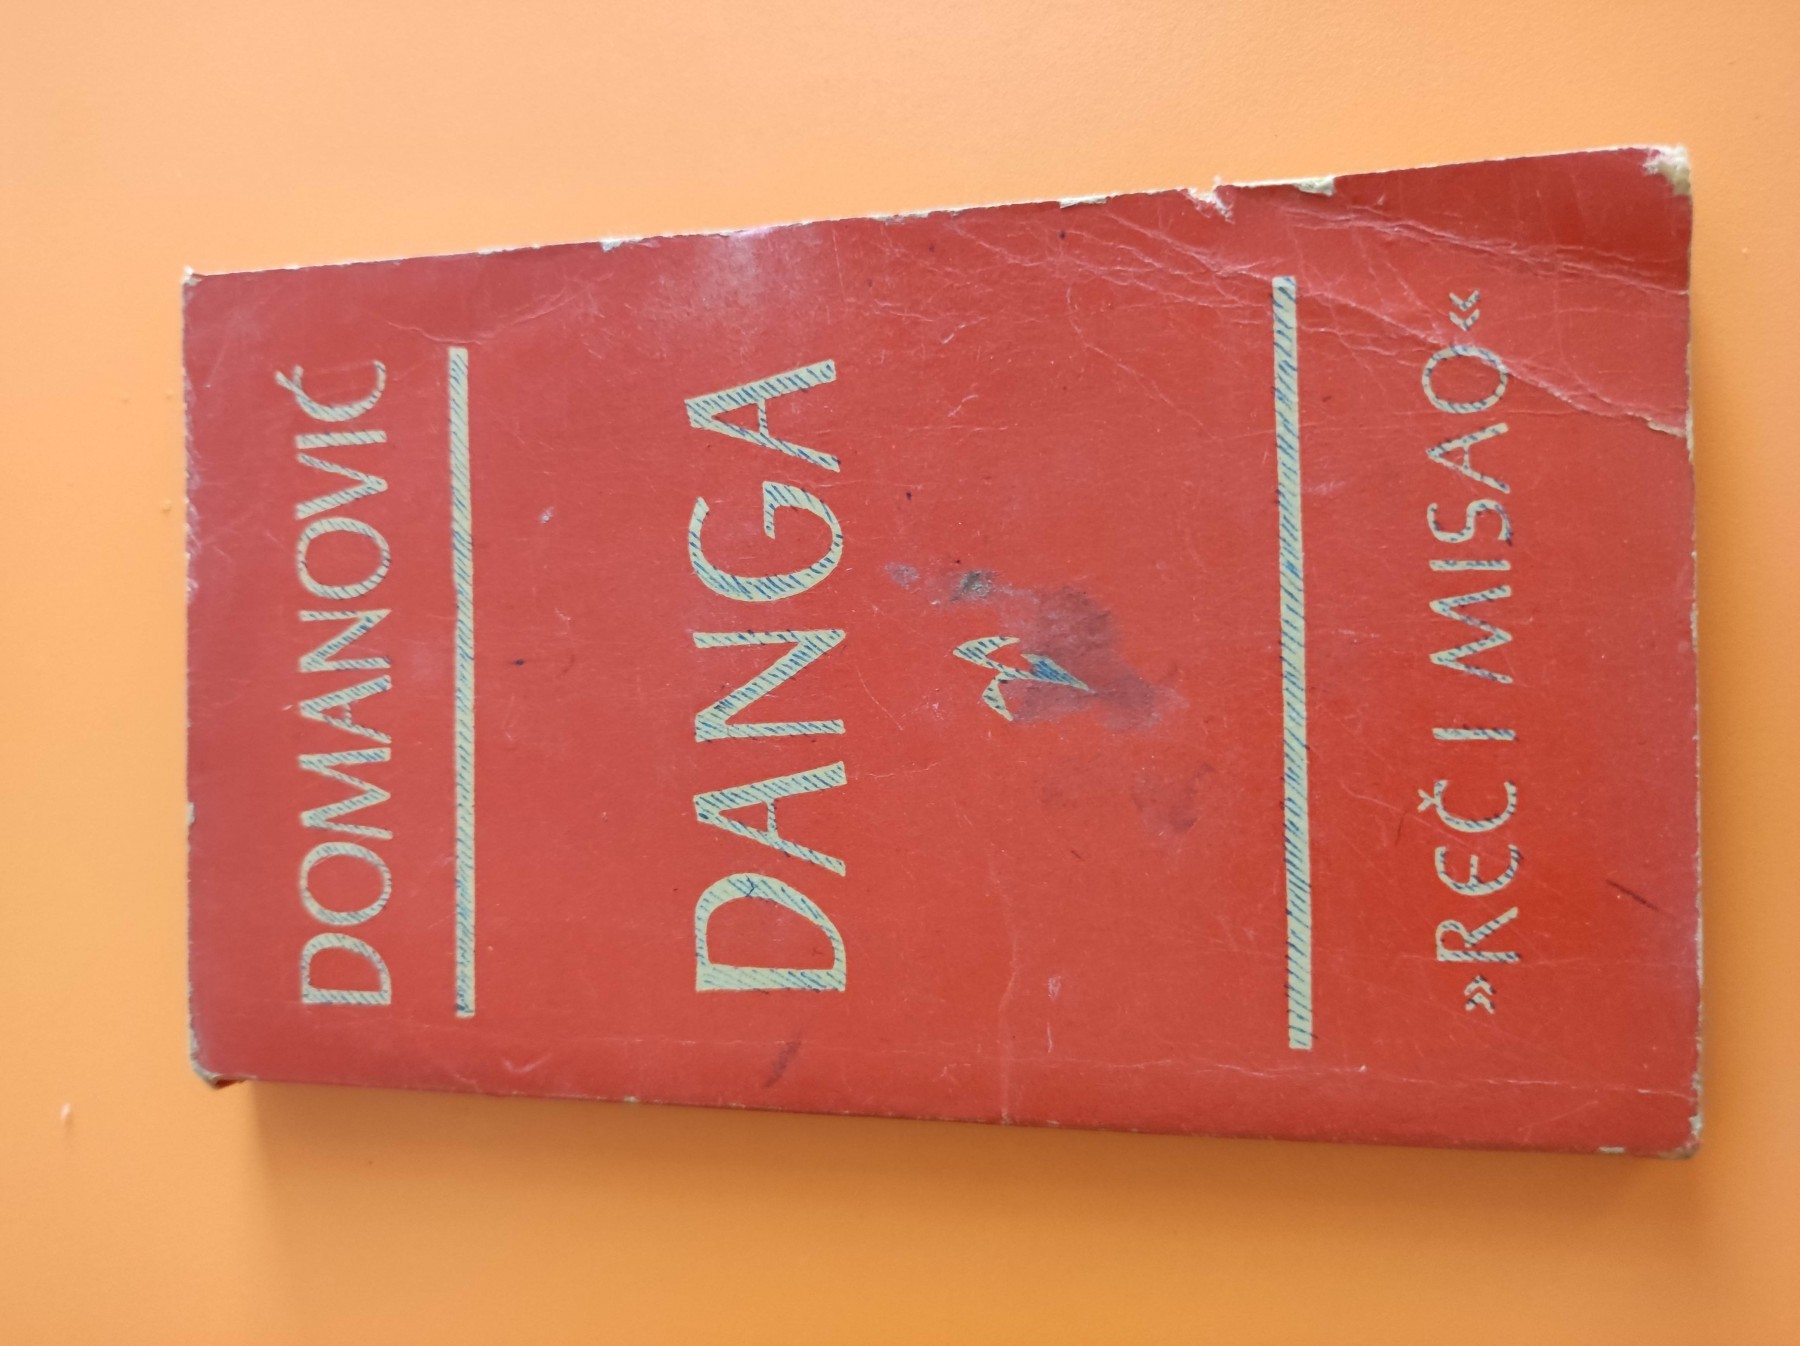 DOMANOVIĆ
DANGA
»REČ I MISAO«